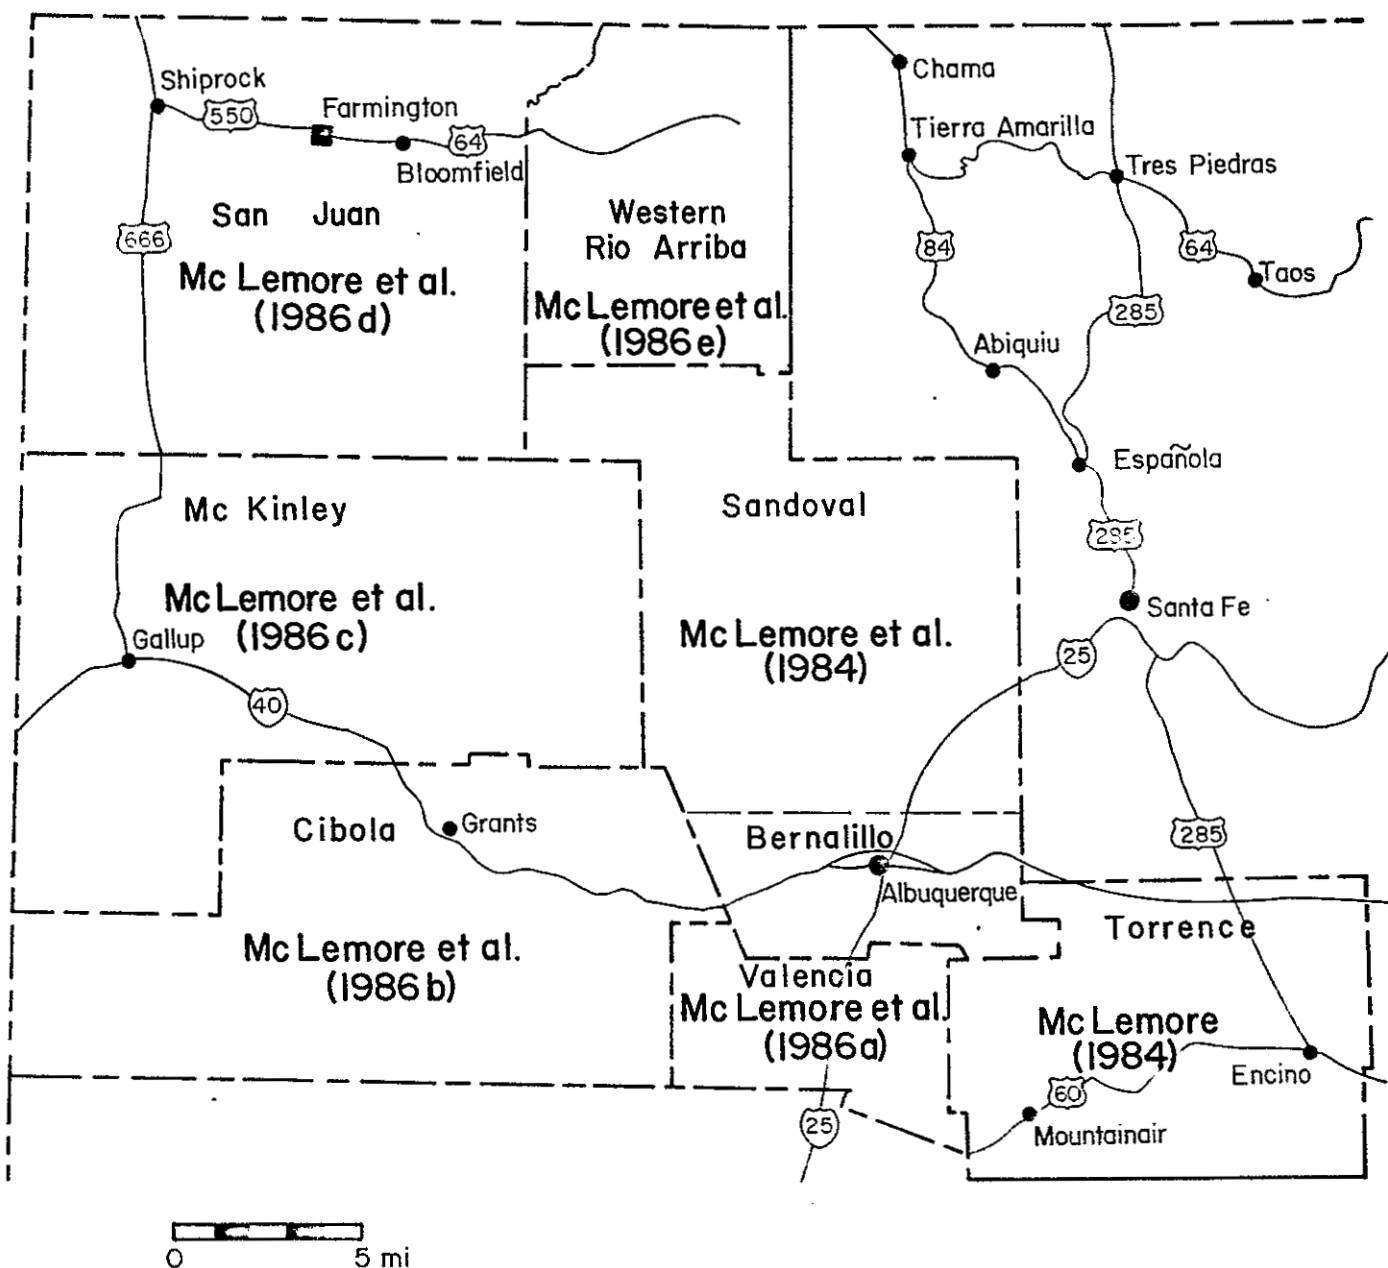 Shiprock
550
Farmington
64
Bloomfield
Chama
Tierra Amarilla
Tres Piedras
San Juan
666
Mc Lemore et al.
(1986d)
Western
Rio Arriba
Mc Lemore et al.
(1986e)
84
64
Taos
285
Abiquiu
Española
Mc Kinley
Sandoval
285
Mc Lemore et al.
(1986c)
Gallup
Santa Fe
Mc Lemore et al.
(1984)
25
40
Cibola
Grants
Bernalillo
285
Albuquerque
Torrence
Mc Lemore et al.
(1986b)
Valencia
Mc Lemore et al.
(1986a)
Mc Lemore
(1984)
Encino
60
25
Mountainair
0 5 mi